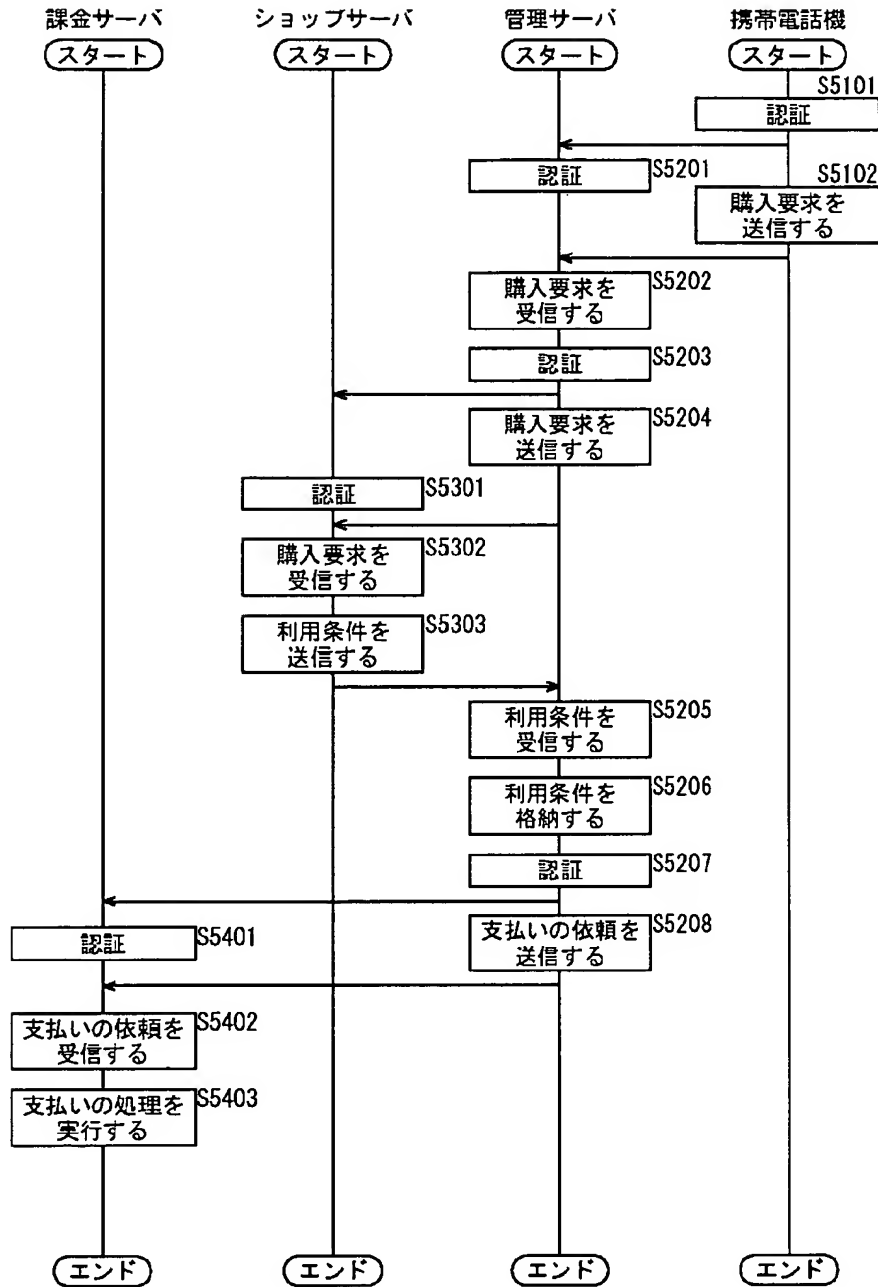 課金サーバ ショップサーバ 管理サーバ 携帯電話機
スタート スタート スタート スタート
S5101
認証
認証 S5201
S5102
購入要求を
送信する
購入要求を S5202
受信する
認証 S5203
購入要求を S5204
送信する
認証 S5301
購入要求を S5302
受信する
利用条件を S5303
送信する
利用条件を S5205
受信する
利用条件を S5206
格納する
認証 S5207
支払いの依頼を S5208
送信する
認証 S5401
支払いの依頼を S5402
受信する
支払いの処理を S5403
実行する
エンド エンド エンド エンド